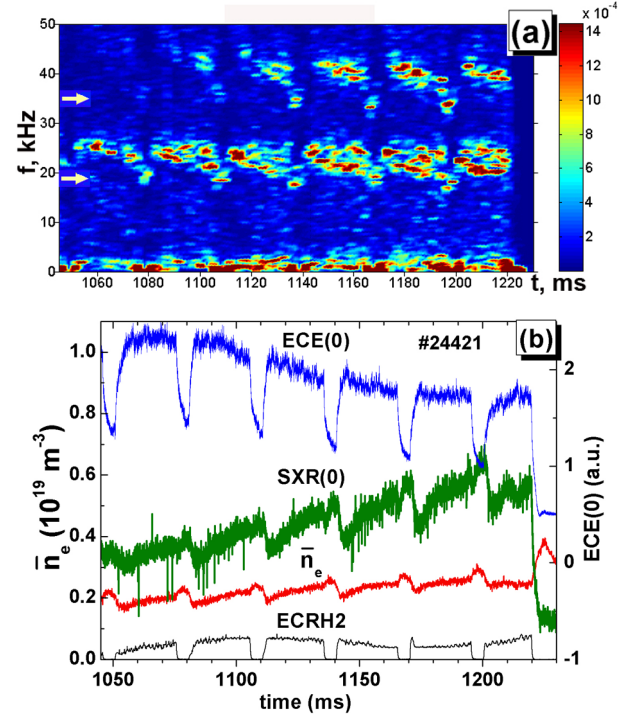 (a)
x 10⁻⁴
50
40
30
20
10
0
f, kHz
14
12
10
8
6
4
2
1060 1080 1100 1120 1140 1160 1180 1200 1220
t, ms
(b)
ECE(0)
#24421
SXR(0)
n̅e
ECRH2
1.0
0.8
0.6
0.4
0.2
0.0
n̅e (10¹⁹ m⁻³)
2
1
0
-1
ECE(0) (a.u.)
1050 1100 1150 1200
time (ms)